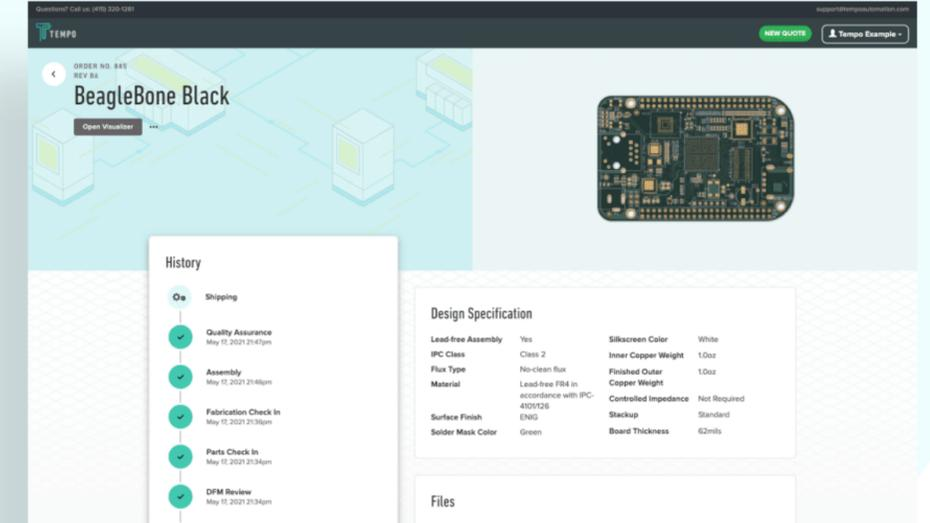 Questions? Call us: (415) 320-1261
support@tempoautomation.com
TEMPO
NEW QUOTE
Tempo Example
ORDER NO. 845
REV B6
BeagleBone Black
Open Visualizer
History
Shipping
Quality Assurance
May 17, 2021 21:47pm
Assembly
May 17, 2021 21:46pm
Fabrication Check In
May 17, 2021 21:36pm
Parts Check In
May 17, 2021 21:34pm
DFM Review
May 17, 2021 21:34pm
Design Specification
Lead-free Assembly Yes
IPC Class Class 2
Flux Type No-clean flux
Material Lead-free FR4 in
accordance with IPC-
4101/126
Surface Finish ENIG
Solder Mask Color Green
Silkscreen Color White
Inner Copper Weight 1.0oz
Finished Outer 1.0oz
Copper Weight
Controlled Impedance Not Required
Stackup Standard
Board Thickness 62mils
Files